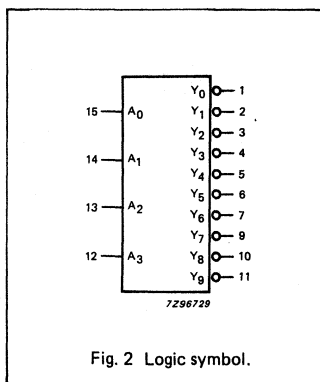 Y0 1
15 A0 Y1 2
Y2 3
14 A1 Y3 4
Y4 5
13 A2 Y5 6
Y6 7
Y7 9
12 A3 Y8 10
Y9 11
7Z96729
Fig. 2 Logic symbol.